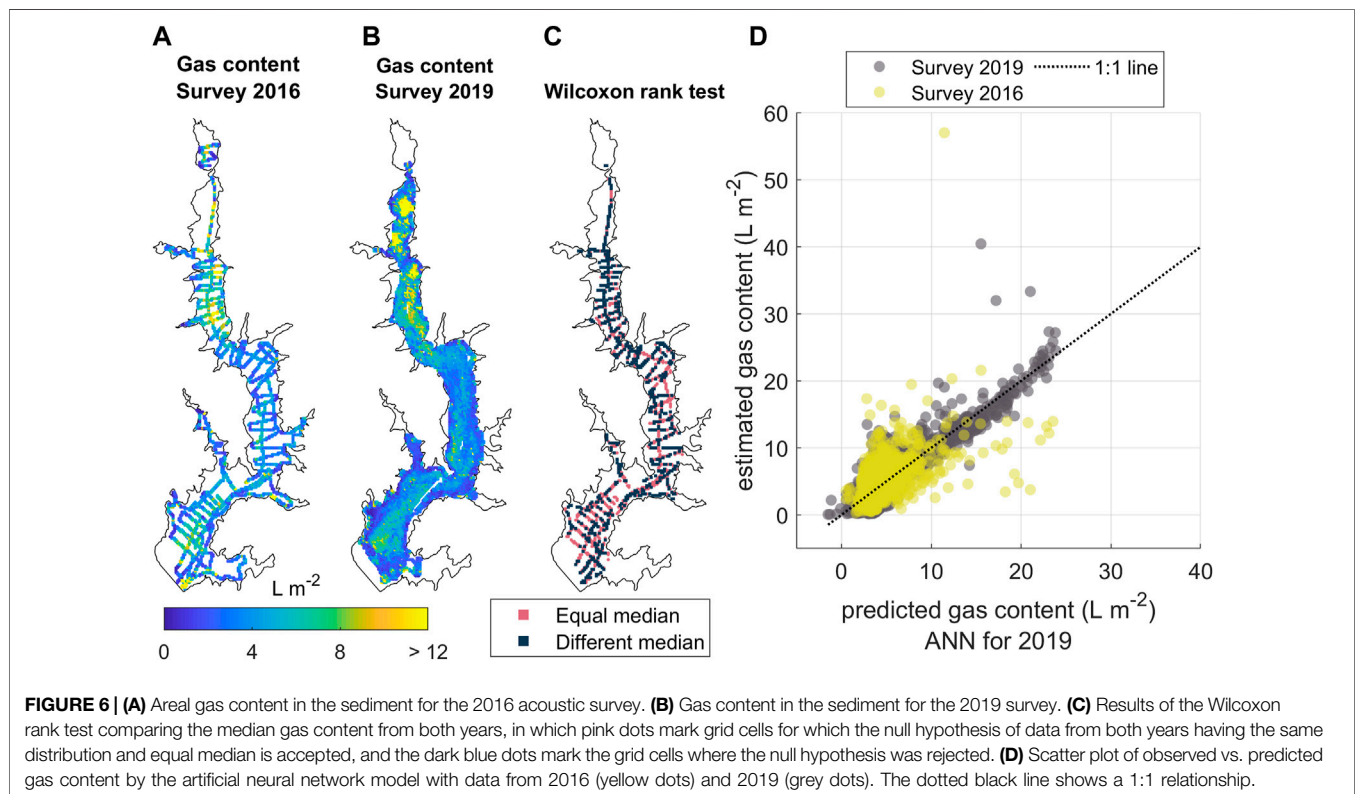 A
Gas content
Survey 2016
B
Gas content
Survey 2019
C
Wilcoxon rank test
L m-2
0 4 8 > 12
Equal median
Different median
D
Survey 2019 1:1 line
Survey 2016
60
50
40
30
20
10
0
estimated gas content (L m-2)
0 10 20 30 40
predicted gas content (L m-2)
ANN for 2019
FIGURE 6 | (A) Areal gas content in the sediment for the 2016 acoustic survey. (B) Gas content in the sediment for the 2019 survey. (C) Results of the Wilcoxon
rank test comparing the median gas content from both years, in which pink dots mark grid cells for which the null hypothesis of data from both years having the same
distribution and equal median is accepted, and the dark blue dots mark the grid cells where the null hypothesis was rejected. (D) Scatter plot of observed vs. predicted
gas content by the artificial neural network model with data from 2016 (yellow dots) and 2019 (grey dots). The dotted black line shows a 1:1 relationship.